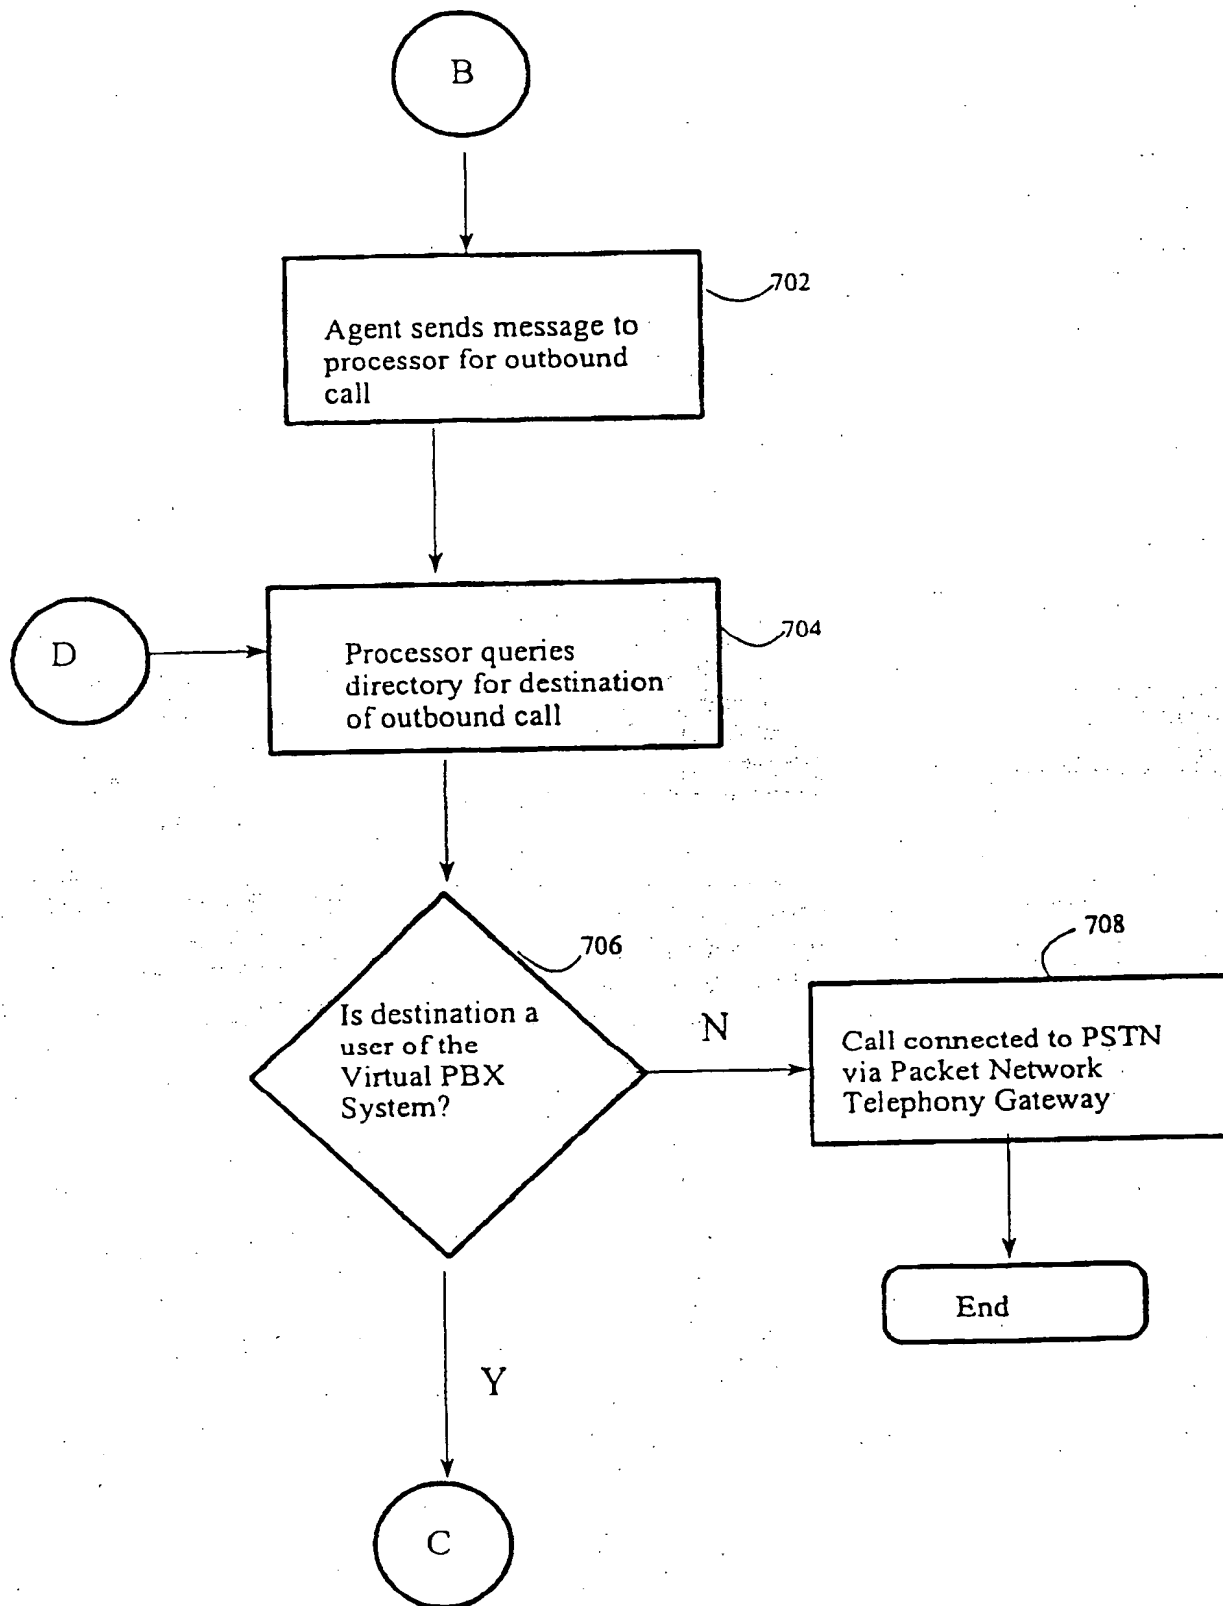 B
702
Agent sends message to
processor for outbound
call
D
704
Processor queries
directory for destination
of outbound call
706
Is destination a
user of the
Virtual PBX
System?
N
708
Call connected to PSTN
via Packet Network
Telephony Gateway
End
Y
C